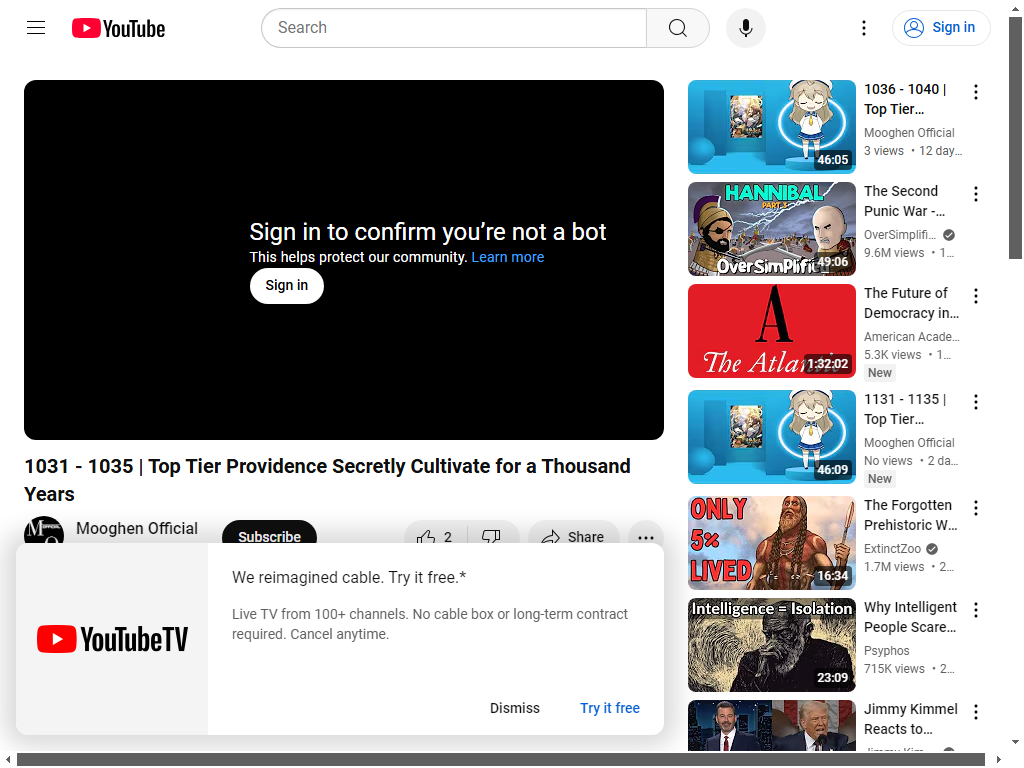 YouTube
Search
Sign in
Sign in to confirm you’re not a bot
This helps protect our community. Learn more
Sign in
1031 - 1035 | Top Tier Providence Secretly Cultivate for a Thousand
Years
Mooghen Official
Subscribe
2
Share
We reimagined cable. Try it free.*
Live TV from 100+ channels. No cable box or long-term contract
required. Cancel anytime.
YouTubeTV
Dismiss
Try it free
46:05
1036 - 1040 |
Top Tier…
Mooghen Official
3 views • 12 day…
HANNIBAL
PART 3
OverSimplifi
49:06
The Second
Punic War -…
OverSimplifi…
9.6M views • 1…
A
The Atlan
1:32:02
The Future of
Democracy in…
American Acade…
5.3K views • 1…
New
46:09
1131 - 1135 |
Top Tier…
Mooghen Official
No views • 2 da…
New
ONLY
5%
LIVED
16:34
The Forgotten
Prehistoric W…
ExtinctZoo
1.7M views • 2…
Intelligence = Isolation
23:09
Why Intelligent
People Scare…
Psyphos
715K views • 2…
Jimmy Kimmel
Reacts to…